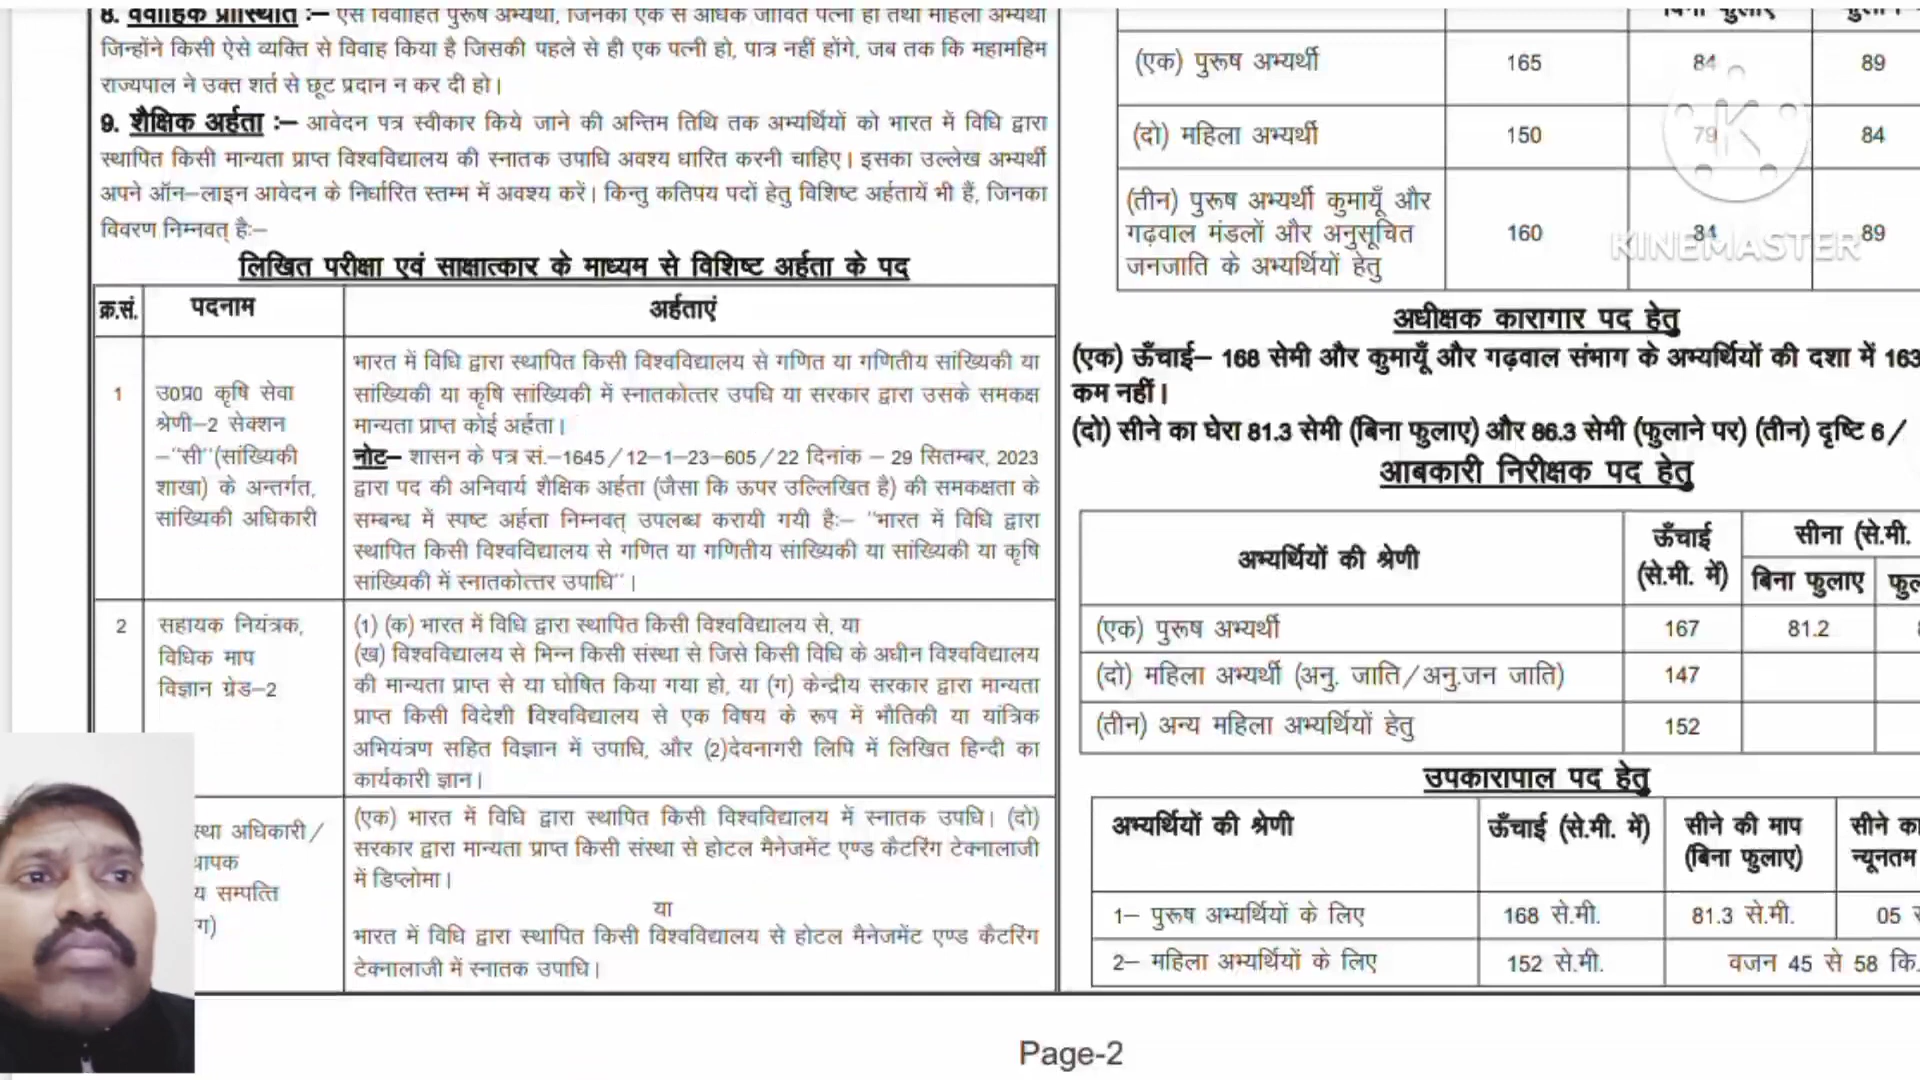 8. वैवाहिक प्रास्थिति :– ऐसे विवाहित पुरूष अभ्यर्थी, जिनकी एक से अधिक जीवित पत्नी हो तथा महिला अभ्यर्थी
जिन्होंने किसी ऐसे व्यक्ति से विवाह किया है जिसकी पहले से ही एक पत्नी हो, पात्र नहीं होंगे, जब तक कि महामहिम
राज्यपाल ने उक्त शर्त से छूट प्रदान न कर दी हो।
9. शैक्षिक अर्हता :– आवेदन पत्र स्वीकार किये जाने की अन्तिम तिथि तक अभ्यर्थियों को भारत में विधि द्वारा
स्थापित किसी मान्यता प्राप्त विश्वविद्यालय की स्नातक उपाधि अवश्य धारित करनी चाहिए। इसका उल्लेख अभ्यर्थी
अपने ऑन–लाइन आवेदन के निर्धारित स्तम्भ में अवश्य करें। किन्तु कतिपय पदों हेतु विशिष्ट अर्हतायें भी हैं, जिनका
विवरण निम्नवत् है:–
लिखित परीक्षा एवं साक्षात्कार के माध्यम से विशिष्ट अर्हता के पद
क्र.सं. पदनाम अर्हताएं
1
उ0प्र0 कृषि सेवा
श्रेणी–2 सेक्शन
–"सी"(सांख्यिकी
शाखा) के अन्तर्गत,
सांख्यिकी अधिकारी
भारत में विधि द्वारा स्थापित किसी विश्वविद्यालय से गणित या गणितीय सांख्यिकी या
सांख्यिकी या कृषि सांख्यिकी में स्नातकोत्तर उपधि या सरकार द्वारा उसके समकक्ष
मान्यता प्राप्त कोई अर्हता।
नोट– शासन के पत्र सं.–1645/12–1–23–605/22 दिनांक – 29 सितम्बर, 2023
द्वारा पद की अनिवार्य शैक्षिक अर्हता (जैसा कि ऊपर उल्लिखित है) की समकक्षता के
सम्बन्ध में स्पष्ट अर्हता निम्नवत् उपलब्ध करायी गयी है:– "भारत में विधि द्वारा
स्थापित किसी विश्वविद्यालय से गणित या गणितीय सांख्यिकी या सांख्यिकी या कृषि
सांख्यिकी में स्नातकोत्तर उपाधि"।
2
सहायक नियंत्रक,
विधिक माप
विज्ञान ग्रेड–2
(1) (क) भारत में विधि द्वारा स्थापित किसी विश्वविद्यालय से, या
(ख) विश्वविद्यालय से भिन्न किसी संस्था से जिसे किसी विधि के अधीन विश्वविद्यालय
की मान्यता प्राप्त से या घोषित किया गया हो, या (ग) केन्द्रीय सरकार द्वारा मान्यता
प्राप्त किसी विदेशी विश्वविद्यालय से एक विषय के रूप में भौतिकी या यांत्रिक
अभियंत्रण सहित विज्ञान में उपाधि, और (2)देवनागरी लिपि में लिखित हिन्दी का
कार्यकारी ज्ञान।
स्था अधिकारी/
थापक
य सम्पत्ति
ग)
(एक) भारत में विधि द्वारा स्थापित किसी विश्वविद्यालय में स्नातक उपधि। (दो)
सरकार द्वारा मान्यता प्राप्त किसी संस्था से होटल मैनेजमेंट एण्ड कैटरिंग टेक्नालाजी
में डिप्लोमा।
या
भारत में विधि द्वारा स्थापित किसी विश्वविद्यालय से होटल मैनेजमेंट एण्ड कैटरिंग
टेक्नालाजी में स्नातक उपाधि।
बिना फुलाए
(एक) पुरूष अभ्यर्थी 165 84 89
(दो) महिला अभ्यर्थी 150 79 84
(तीन) पुरूष अभ्यर्थी कुमायूँ और
गढ़वाल मंडलों और अनुसूचित 160 84 89
जनजाति के अभ्यर्थियों हेतु
KINEMASTER
अधीक्षक कारागार पद हेतु
(एक) ऊँचाई– 168 सेमी और कुमायूँ और गढ़वाल संभाग के अभ्यर्थियों की दशा में 163
कम नहीं।
(दो) सीने का घेरा 81.3 सेमी (बिना फुलाए) और 86.3 सेमी (फुलाने पर) (तीन) दृष्टि 6/
आबकारी निरीक्षक पद हेतु
अभ्यर्थियों की श्रेणी
ऊँचाई
(से.मी. में)
सीना (से.मी.
बिना फुलाए फुल
(एक) पुरूष अभ्यर्थी 167 81.2
(दो) महिला अभ्यर्थी (अनु. जाति/अनु.जन जाति) 147
(तीन) अन्य महिला अभ्यर्थियों हेतु 152
उपकारापाल पद हेतु
अभ्यर्थियों की श्रेणी ऊँचाई (से.मी. में)
सीने की माप
(बिना फुलाए)
सीने का
न्यूनतम
1– पुरूष अभ्यर्थियों के लिए 168 से.मी. 81.3 से.मी. 05
2– महिला अभ्यर्थियों के लिए 152 से.मी. वजन 45 से 58 कि.
Page-2